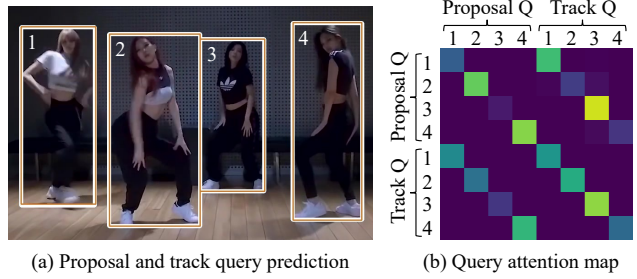 1
2
3
4
adidas
(a) Proposal and track query prediction
Proposal Q Track Q
1 2 3 4 1 2 3 4
Proposal Q
1
2
3
4
Track Q
1
2
3
4
(b) Query attention map